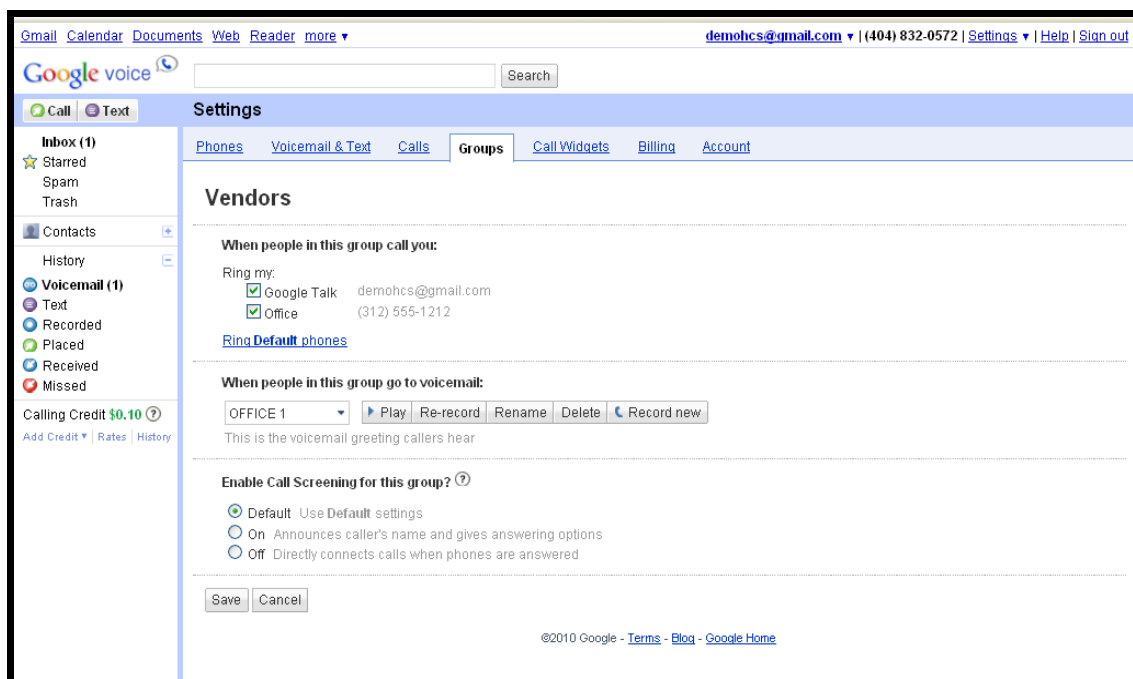 Gmail Calendar Documents Web Reader more ▼ demohcs@gmail.com ▼ | (404) 832-0572 | Settings ▼ | Help | Sign out
Google voice Search
Call Text Settings
Phones Voicemail & Text Calls Groups Call Widgets Billing Account
Inbox (1)
Starred
Spam
Trash
Contacts
History
Voicemail (1)
Text
Recorded
Placed
Received
Missed
Calling Credit $0.10 ?
Add Credit ▼ | Rates | History
Vendors
When people in this group call you:
Ring my:
Google Talk demohcs@gmail.com
Office (312) 555-1212
Ring Default phones
When people in this group go to voicemail:
OFFICE 1 Play Re-record Rename Delete Record new
This is the voicemail greeting callers hear
Enable Call Screening for this group? ?
Default Use Default settings
On Announces caller's name and gives answering options
Off Directly connects calls when phones are answered
Save Cancel
©2010 Google - Terms - Blog - Google Home